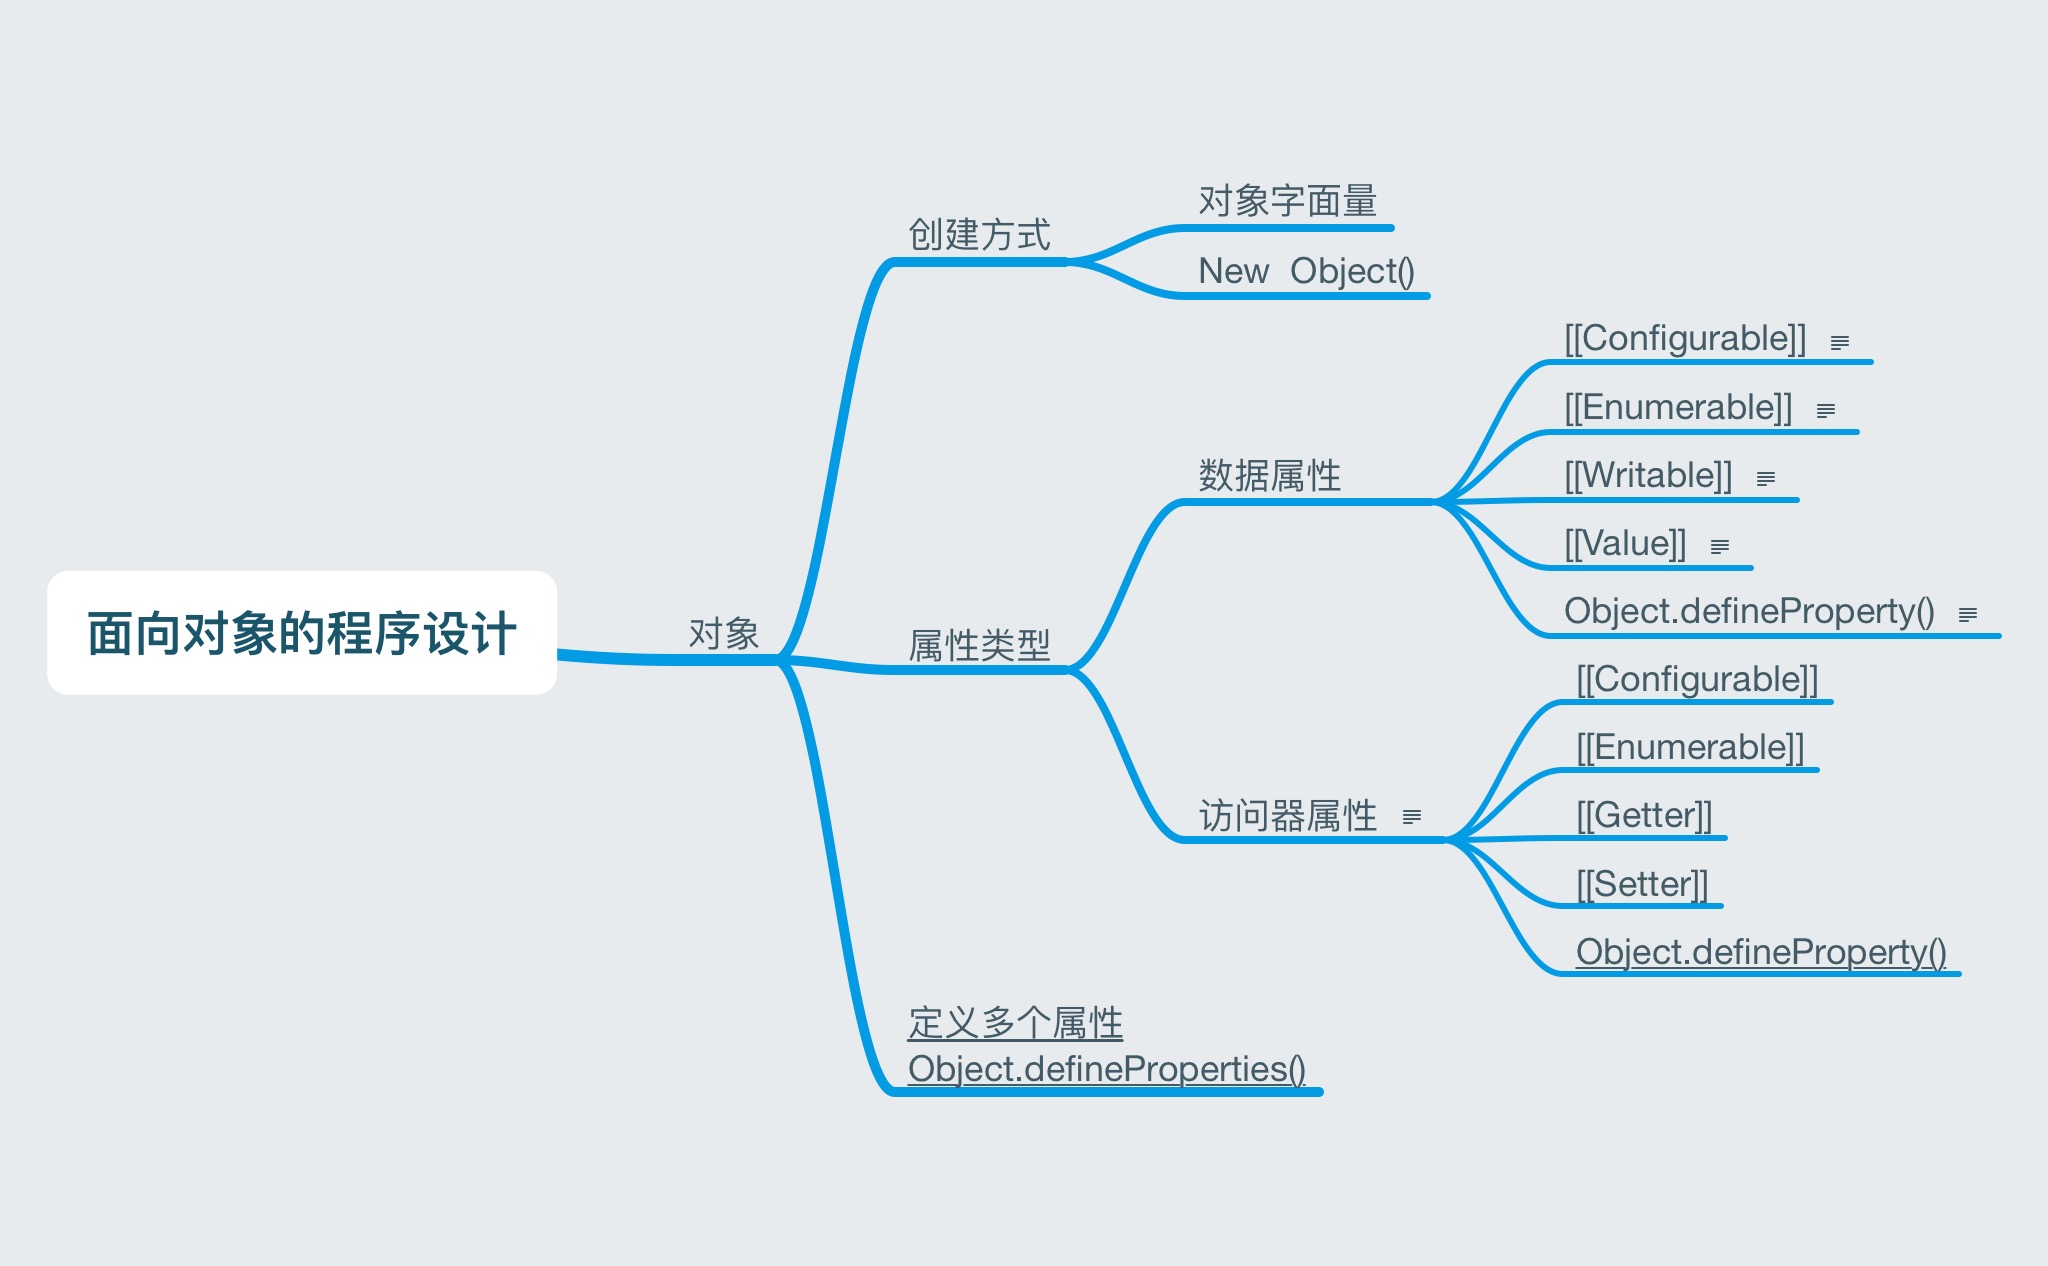 面向对象的程序设计
对象
创建方式
对象字面量
New Object()
属性类型
数据属性
[[Configurable]]
[[Enumerable]]
[[Writable]]
[[Value]]
Object.defineProperty()
访问器属性
[[Configurable]]
[[Enumerable]]
[[Getter]]
[[Setter]]
Object.defineProperty()
定义多个属性
Object.defineProperties()